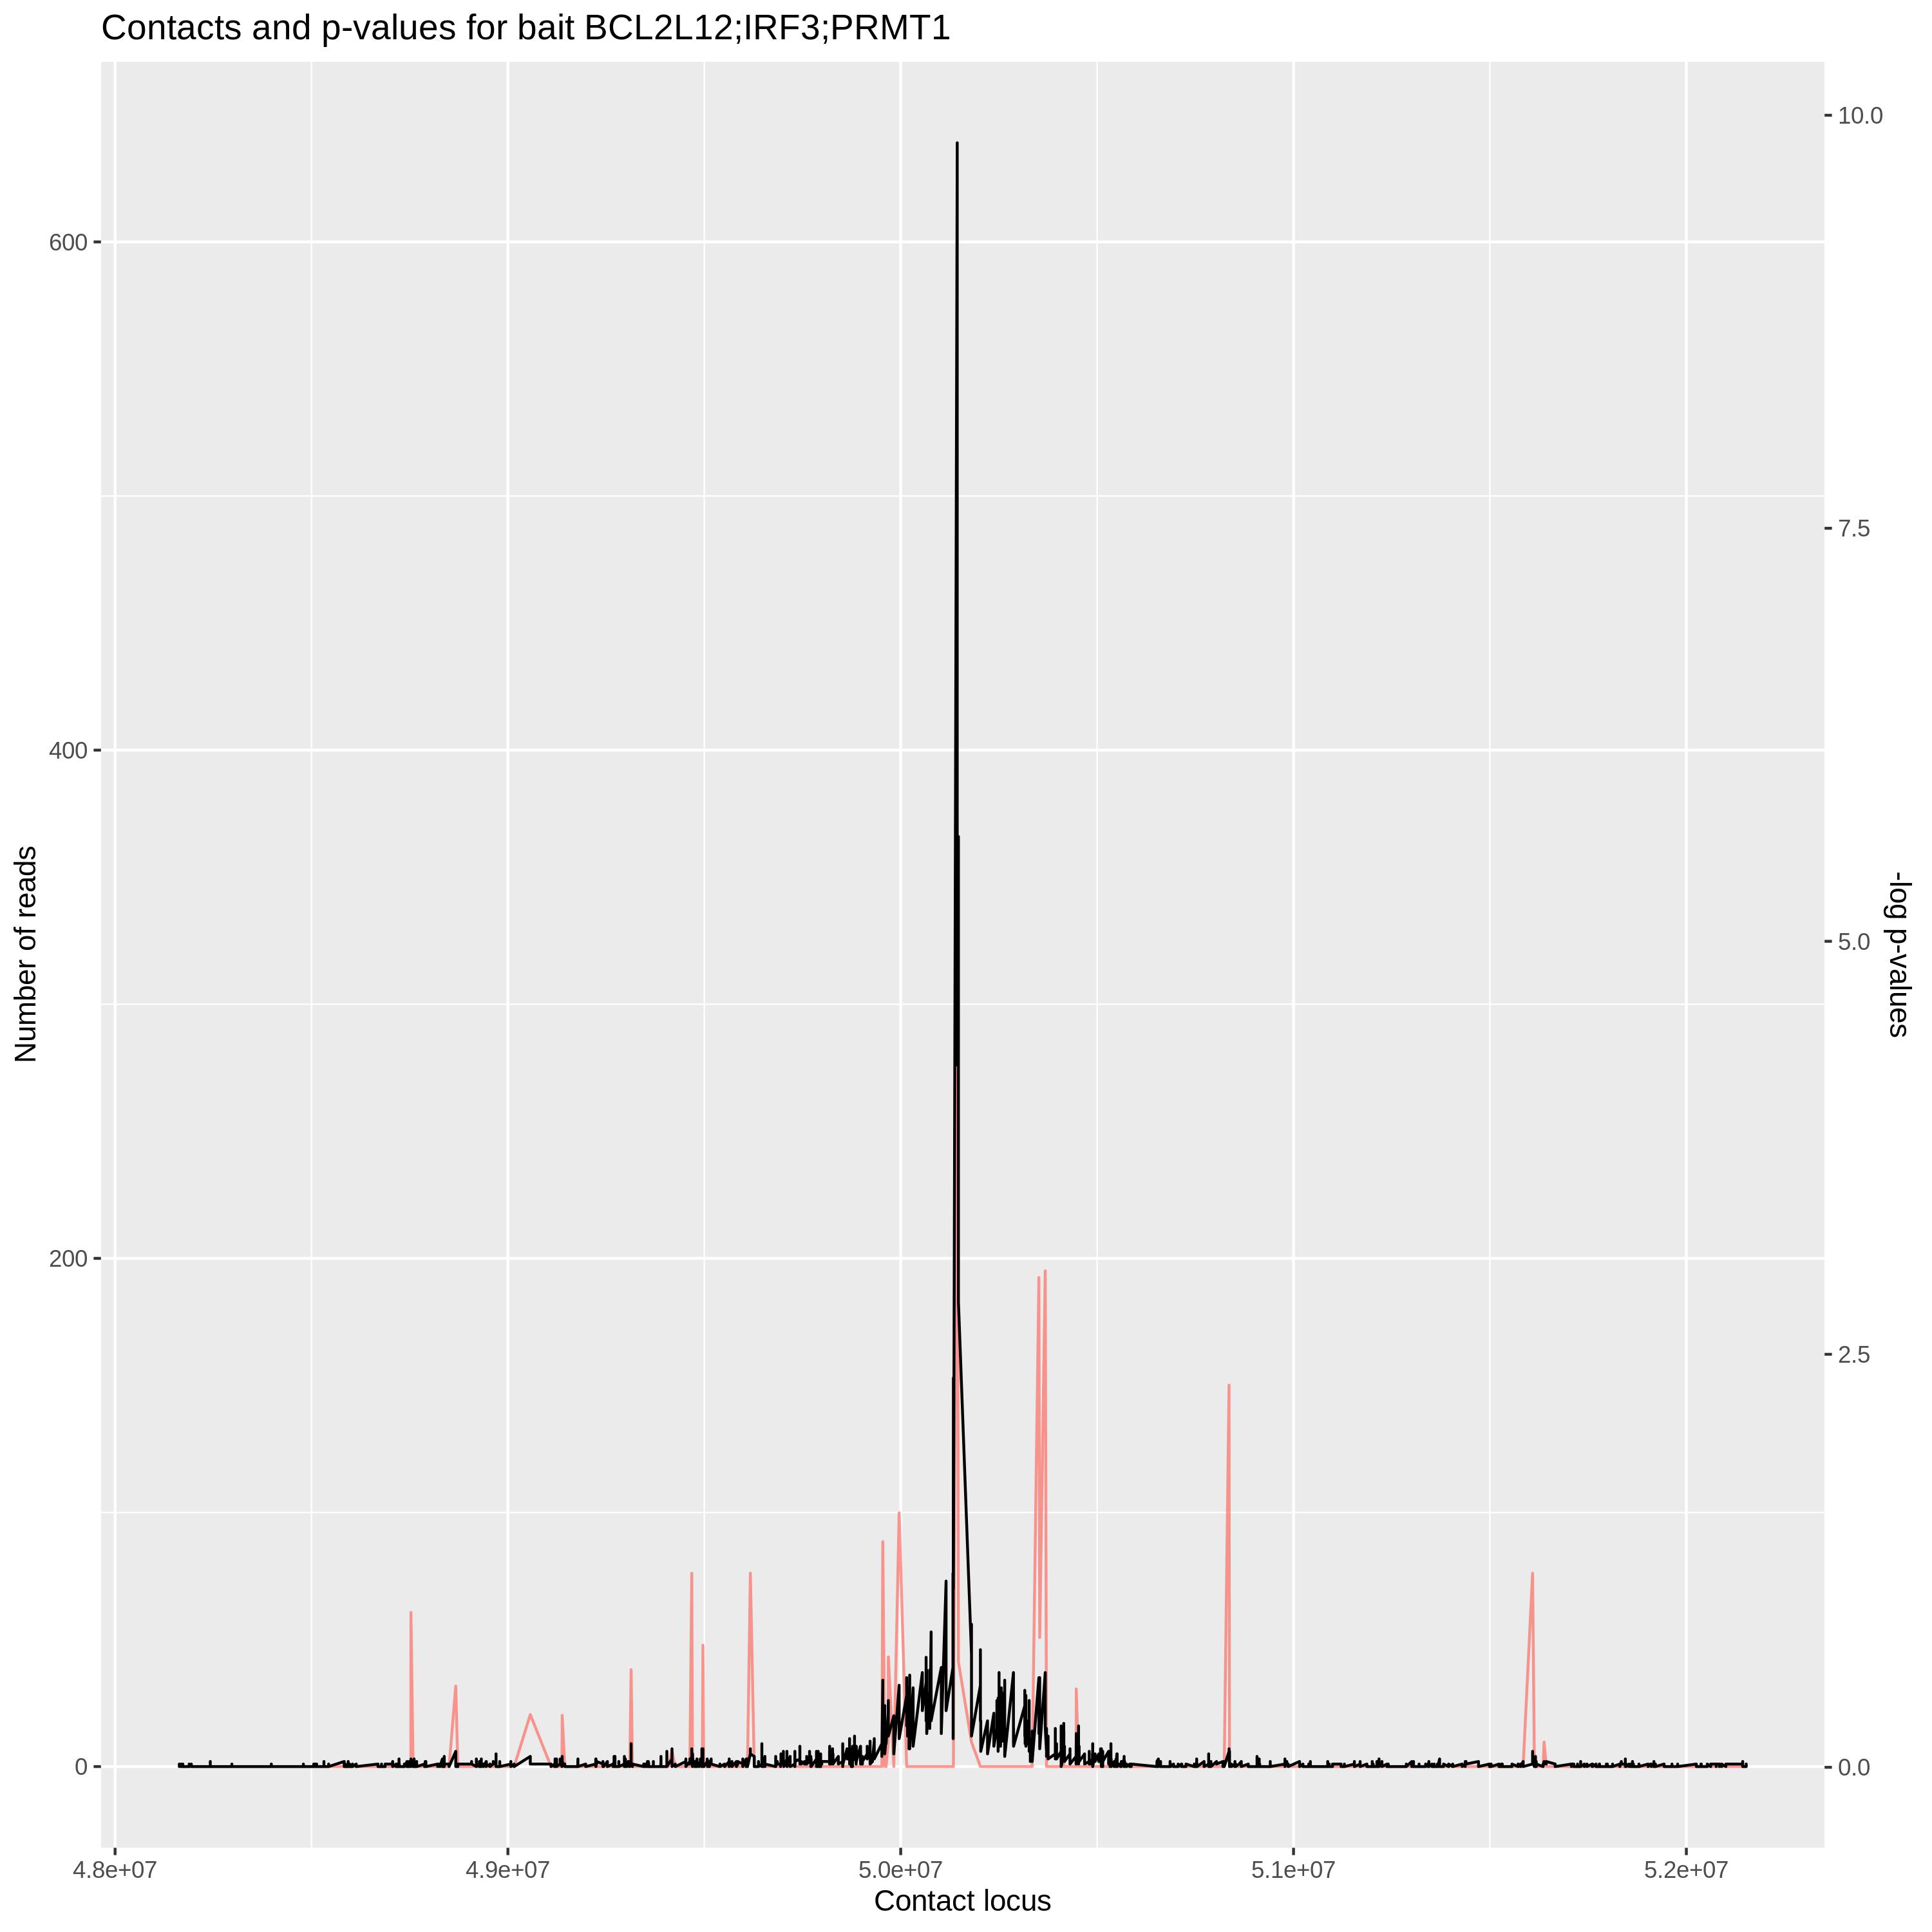 Contacts and p-values for bait BCL2L12;IRF3;PRMT1
10.0
600
7.5
400
5.0
Number of reads
-log p-values
200
2.5
0
0.0
4.8e+07 4.9e+07 5.0e+07 5.1e+07 5.2e+07
Contact locus